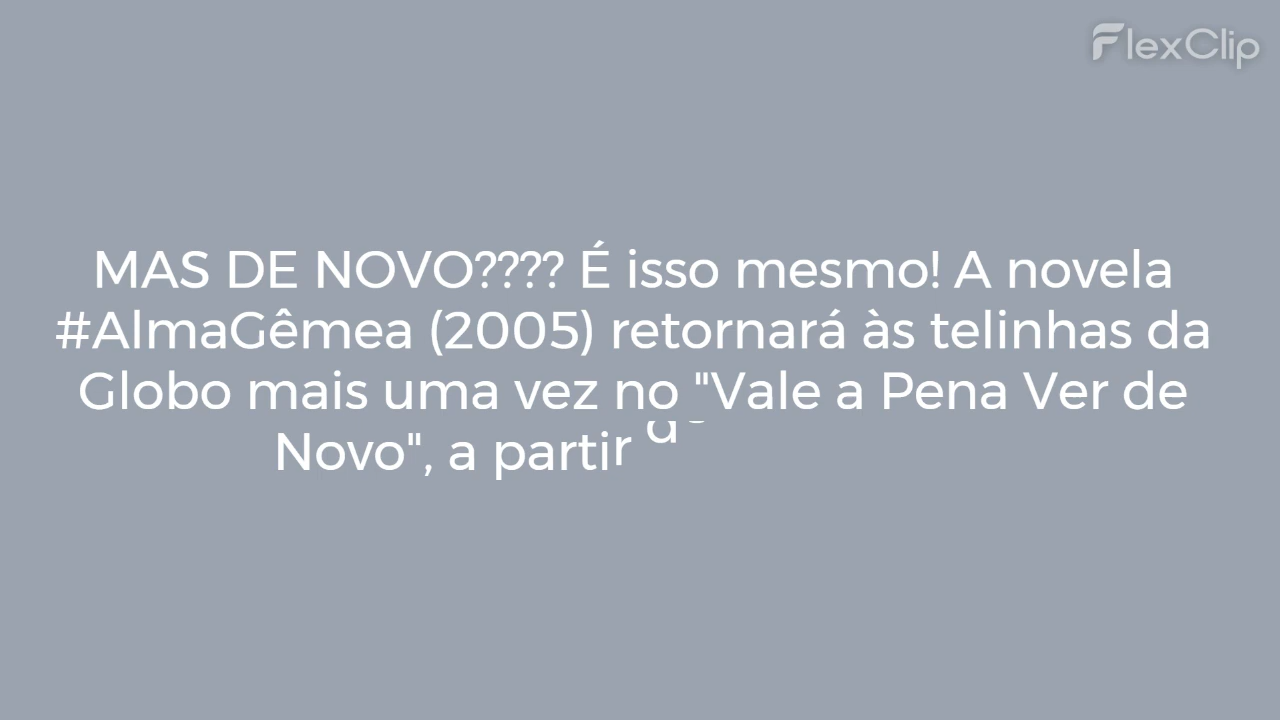 FlexClip
MAS DE NOVO???? É isso mesmo! A novela
#AlmaGêmea (2005) retornará às telinhas da
Globo mais uma vez no "Vale a Pena Ver de
Novo", a partir